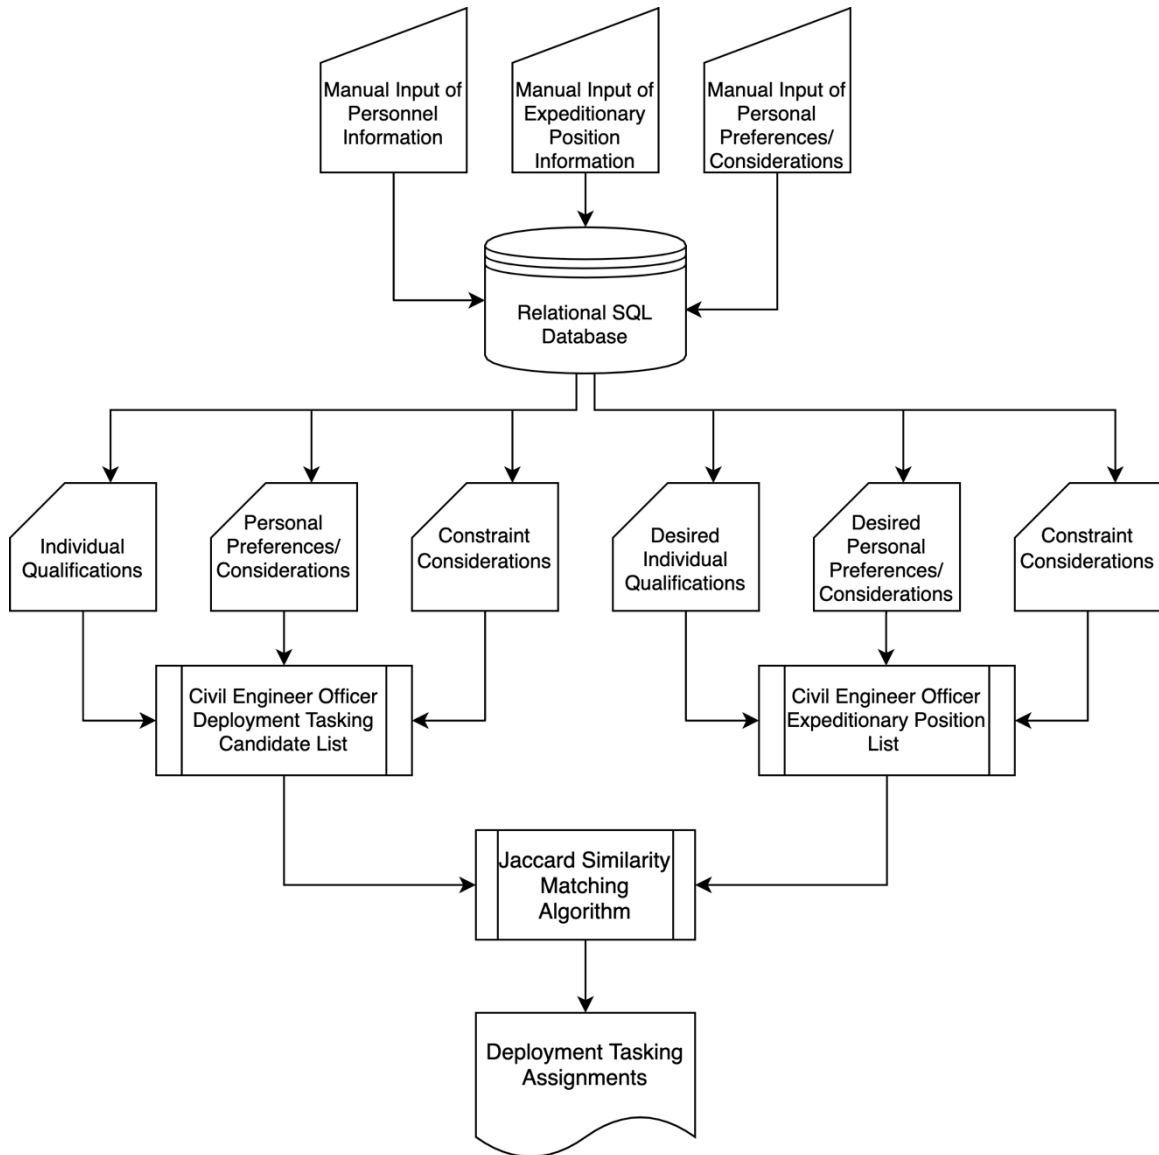 Manual Input of
Personnel
Information
Manual Input of
Expeditionary
Position
Information
Manual Input of
Personal
Preferences/
Considerations
Relational SQL
Database
Individual
Qualifications
Personal
Preferences/
Considerations
Constraint
Considerations
Desired
Individual
Qualifications
Desired
Personal
Preferences/
Considerations
Constraint
Considerations
Civil Engineer Officer
Deployment Tasking
Candidate List
Civil Engineer Officer
Expeditionary Position
List
Jaccard Similarity
Matching
Algorithm
Deployment Tasking
Assignments